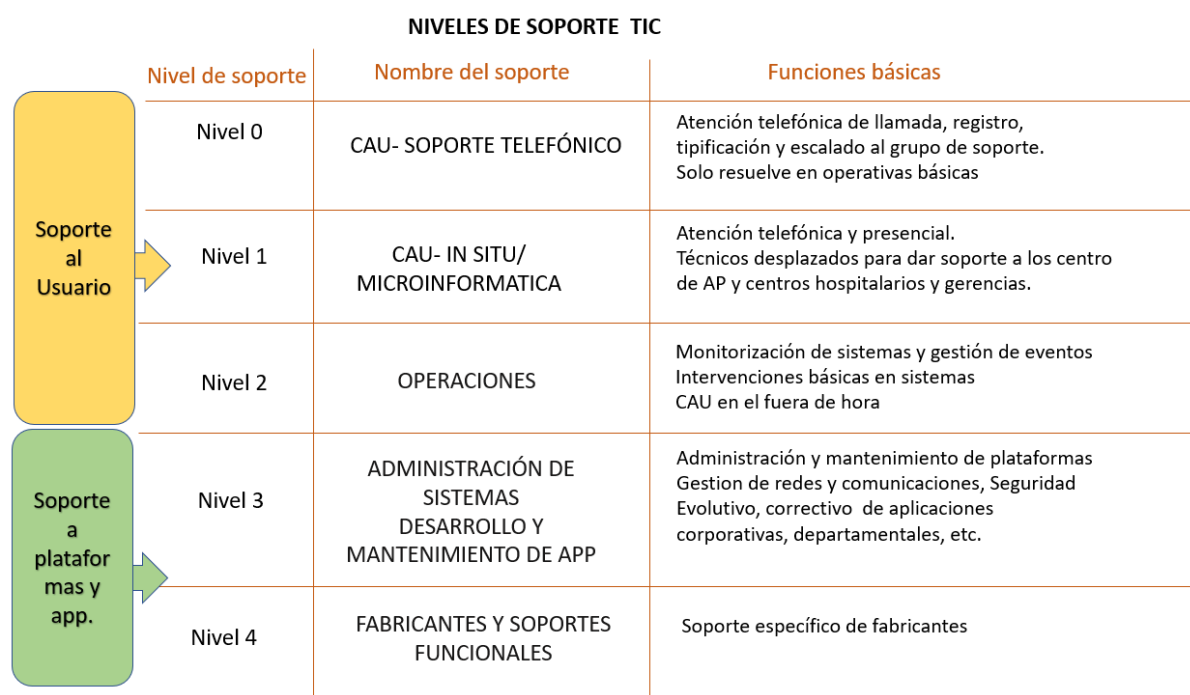 NIVELES DE SOPORTE TIC
Nivel de soporte
Nombre del soporte
Funciones básicas
Soporte
al
Usuario
Nivel 0
CAU- SOPORTE TELEFÓNICO
Atención telefónica de llamada, registro,
tipificación y escalado al grupo de soporte.
Solo resuelve en operativas básicas
Nivel 1
CAU- IN SITU/
MICROINFORMATICA
Atención telefónica y presencial.
Técnicos desplazados para dar soporte a los centro
de AP y centros hospitalarios y gerencias.
Nivel 2
OPERACIONES
Monitorización de sistemas y gestión de eventos
Intervenciones básicas en sistemas
CAU en el fuera de hora
Soporte
a
platafor
mas y
app.
Nivel 3
ADMINISTRACIÓN DE
SISTEMAS
DESARROLLO Y
MANTENIMIENTO DE APP
Administración y mantenimiento de plataformas
Gestion de redes y comunicaciones, Seguridad
Evolutivo, correctivo de aplicaciones
corporativas, departamentales, etc.
Nivel 4
FABRICANTES Y SOPORTES
FUNCIONALES
Soporte específico de fabricantes